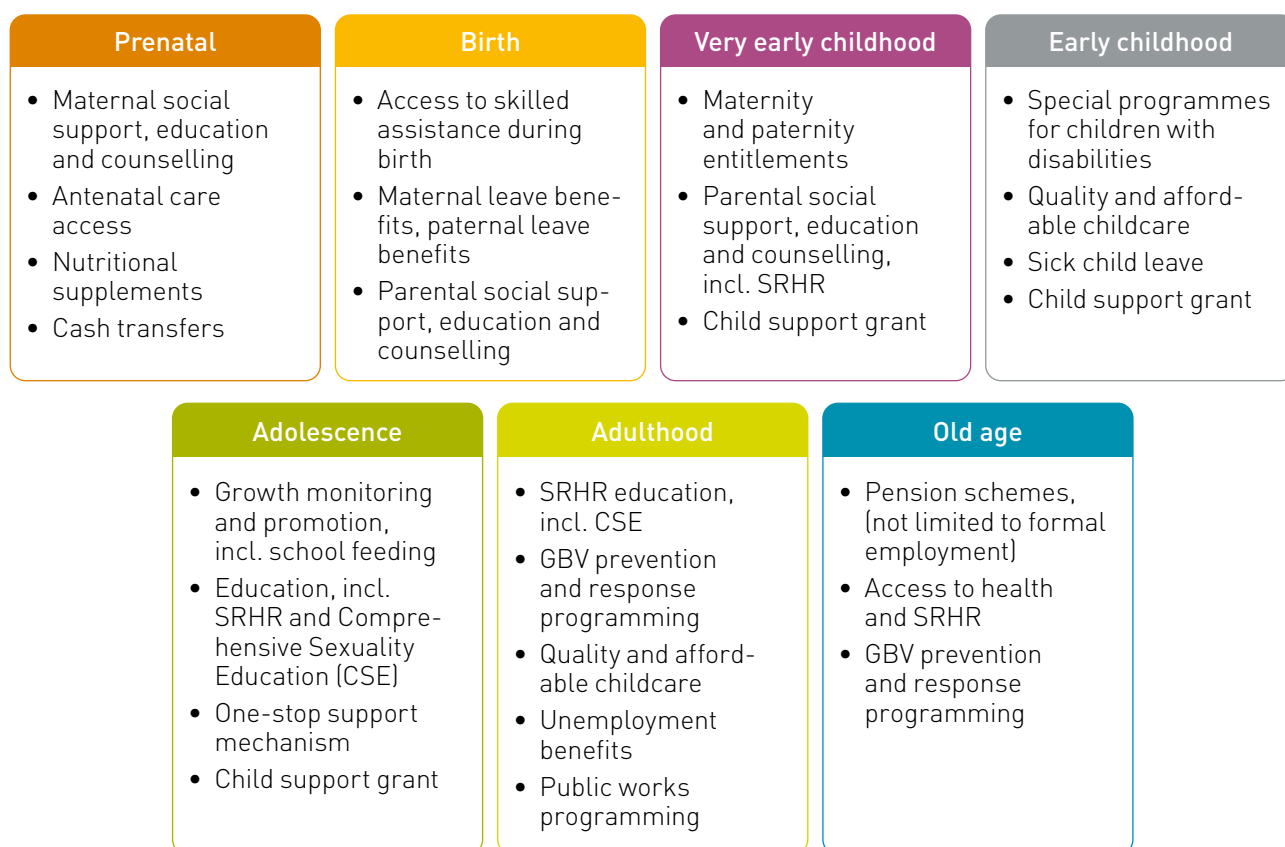 Prenatal
• Maternal social
support, education
and counselling
• Antenatal care
access
• Nutritional
supplements
• Cash transfers
Birth
• Access to skilled
assistance during
birth
• Maternal leave bene-
fits, paternal leave
benefits
• Parental social sup-
port, education and
counselling
Very early childhood
• Maternity
and paternity
entitlements
• Parental social
support, education
and counselling,
incl. SRHR
• Child support grant
Early childhood
• Special programmes
for children with
disabilities
• Quality and afford-
able childcare
• Sick child leave
• Child support grant
Adolescence
• Growth monitoring
and promotion,
incl. school feeding
• Education, incl.
SRHR and Compre-
hensive Sexuality
Education (CSE)
• One-stop support
mechanism
• Child support grant
Adulthood
• SRHR education,
incl. CSE
• GBV prevention
and response
programming
• Quality and afford-
able childcare
• Unemployment
benefits
• Public works
programming
Old age
• Pension schemes,
(not limited to formal
employment)
• Access to health
and SRHR
• GBV prevention
and response
programming